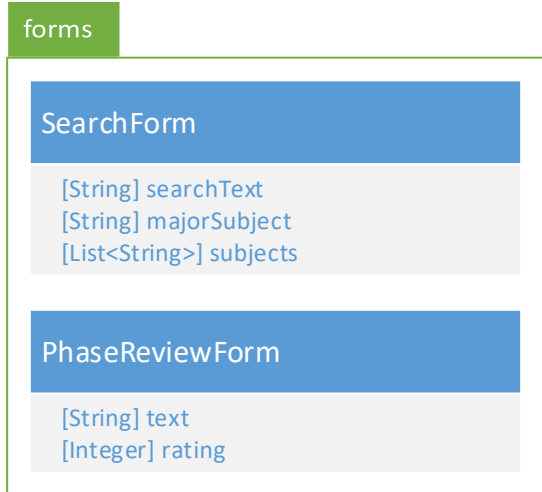 forms
SearchForm
[String] searchText
[String] majorSubject
[List<String>] subjects
PhaseReviewForm
[String] text
[Integer] rating